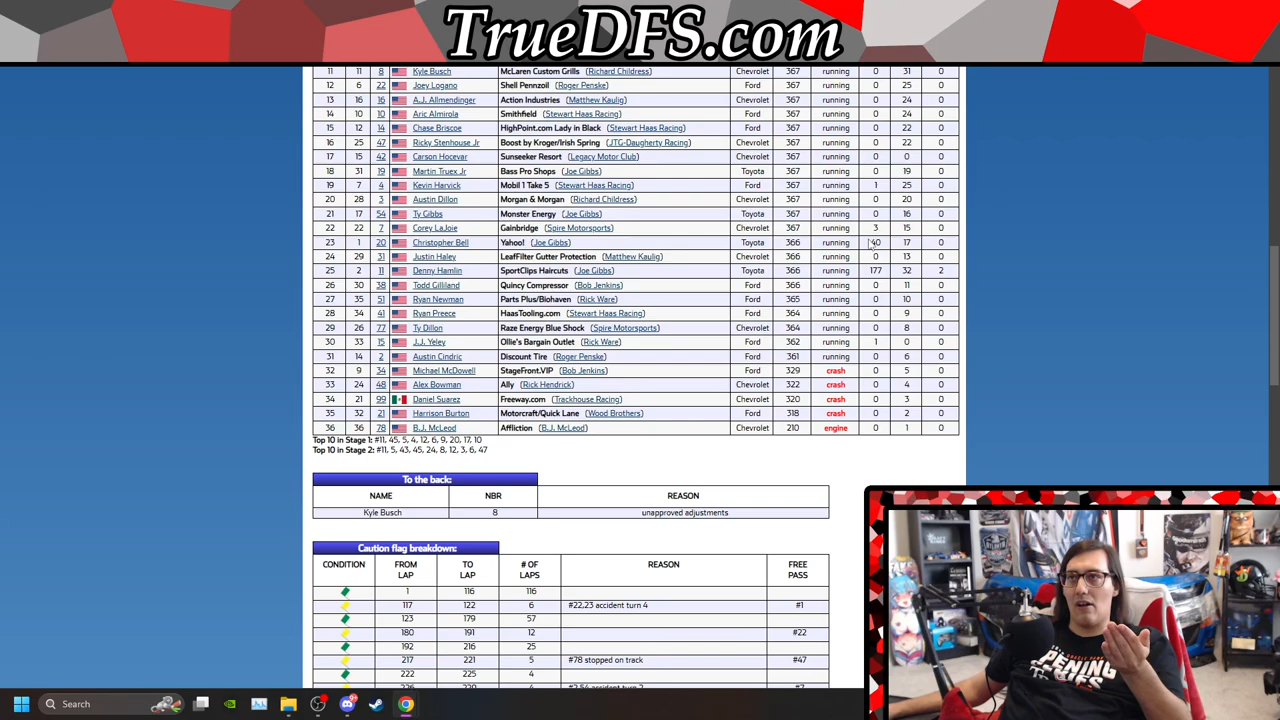 TrueDFS.com
11 11 8 Kyle Busch McLaren Custom Grills (Richard Childress) Chevrolet 367 running 0 31 0
12 6 22 Joey Logano Shell Pennzoil (Roger Penske) Ford 367 running 0 25 0
13 16 16 A.J. Allmendinger Action Industries (Matthew Kaulig) Chevrolet 367 running 0 24 0
14 10 10 Aric Almirola Smithfield (Stewart Haas Racing) Ford 367 running 0 24 0
15 12 14 Chase Briscoe HighPoint.com Lady in Black (Stewart Haas Racing) Ford 367 running 0 22 0
16 25 47 Ricky Stenhouse Jr Boost by Kroger/Irish Spring (JTG-Daugherty Racing) Chevrolet 367 running 0 22 0
17 15 42 Carson Hocevar Sunseeker Resort (Legacy Motor Club) Chevrolet 367 running 0 0 0
18 31 19 Martin Truex Jr Bass Pro Shops (Joe Gibbs) Toyota 367 running 0 19 0
19 7 4 Kevin Harvick Mobil 1 Take 5 (Stewart Haas Racing) Ford 367 running 1 25 0
20 28 3 Austin Dillon Morgan & Morgan (Richard Childress) Chevrolet 367 running 0 20 0
21 17 54 Ty Gibbs Monster Energy (Joe Gibbs) Toyota 367 running 0 16 0
22 22 7 Corey LaJoie Gainbridge (Spire Motorsports) Chevrolet 367 running 3 15 0
23 1 20 Christopher Bell Yahoo! (Joe Gibbs) Toyota 366 running 40 17 0
24 29 31 Justin Haley LeafFilter Gutter Protection (Matthew Kaulig) Chevrolet 366 running 0 13 0
25 2 11 Denny Hamlin SportClips Haircuts (Joe Gibbs) Toyota 366 running 177 32 2
26 30 38 Todd Gilliland Quincy Compressor (Bob Jenkins) Ford 366 running 0 11 0
27 35 51 Ryan Newman Parts Plus/Biohaven (Rick Ware) Ford 365 running 0 10 0
28 34 41 Ryan Preece HaasTooling.com (Stewart Haas Racing) Ford 364 running 0 9 0
29 26 77 Ty Dillon Raze Energy Blue Shock (Spire Motorsports) Chevrolet 364 running 0 8 0
30 33 15 J.J. Yeley Ollie's Bargain Outlet (Rick Ware) Ford 362 running 1 0 0
31 14 2 Austin Cindric Discount Tire (Roger Penske) Ford 361 running 0 6 0
32 9 34 Michael McDowell StageFront.VIP (Bob Jenkins) Ford 329 crash 0 5 0
33 24 48 Alex Bowman Ally (Rick Hendrick) Chevrolet 322 crash 0 4 0
34 21 99 Daniel Suarez Freeway.com (Trackhouse Racing) Chevrolet 320 crash 0 3 0
35 32 21 Harrison Burton Motorcraft/Quick Lane (Wood Brothers) Ford 318 crash 0 2 0
36 36 78 B.J. McLeod Affliction (B.J. McLeod) Chevrolet 210 engine 0 1 0
Top 10 in Stage 1: #11, 45, 5, 4, 12, 6, 9, 20, 17, 10
Top 10 in Stage 2: #11, 5, 43, 45, 24, 8, 12, 3, 6, 47
To the back:
NAME NBR REASON
Kyle Busch 8 unapproved adjustments
Caution flag breakdown:
CONDITION FROM LAP TO LAP # OF LAPS REASON FREE PASS
1 116 116
117 122 6 #22,23 accident turn 4 #1
123 179 57
180 191 12 #22
192 216 25
217 221 5 #78 stopped on track #47
222 225 4
Search